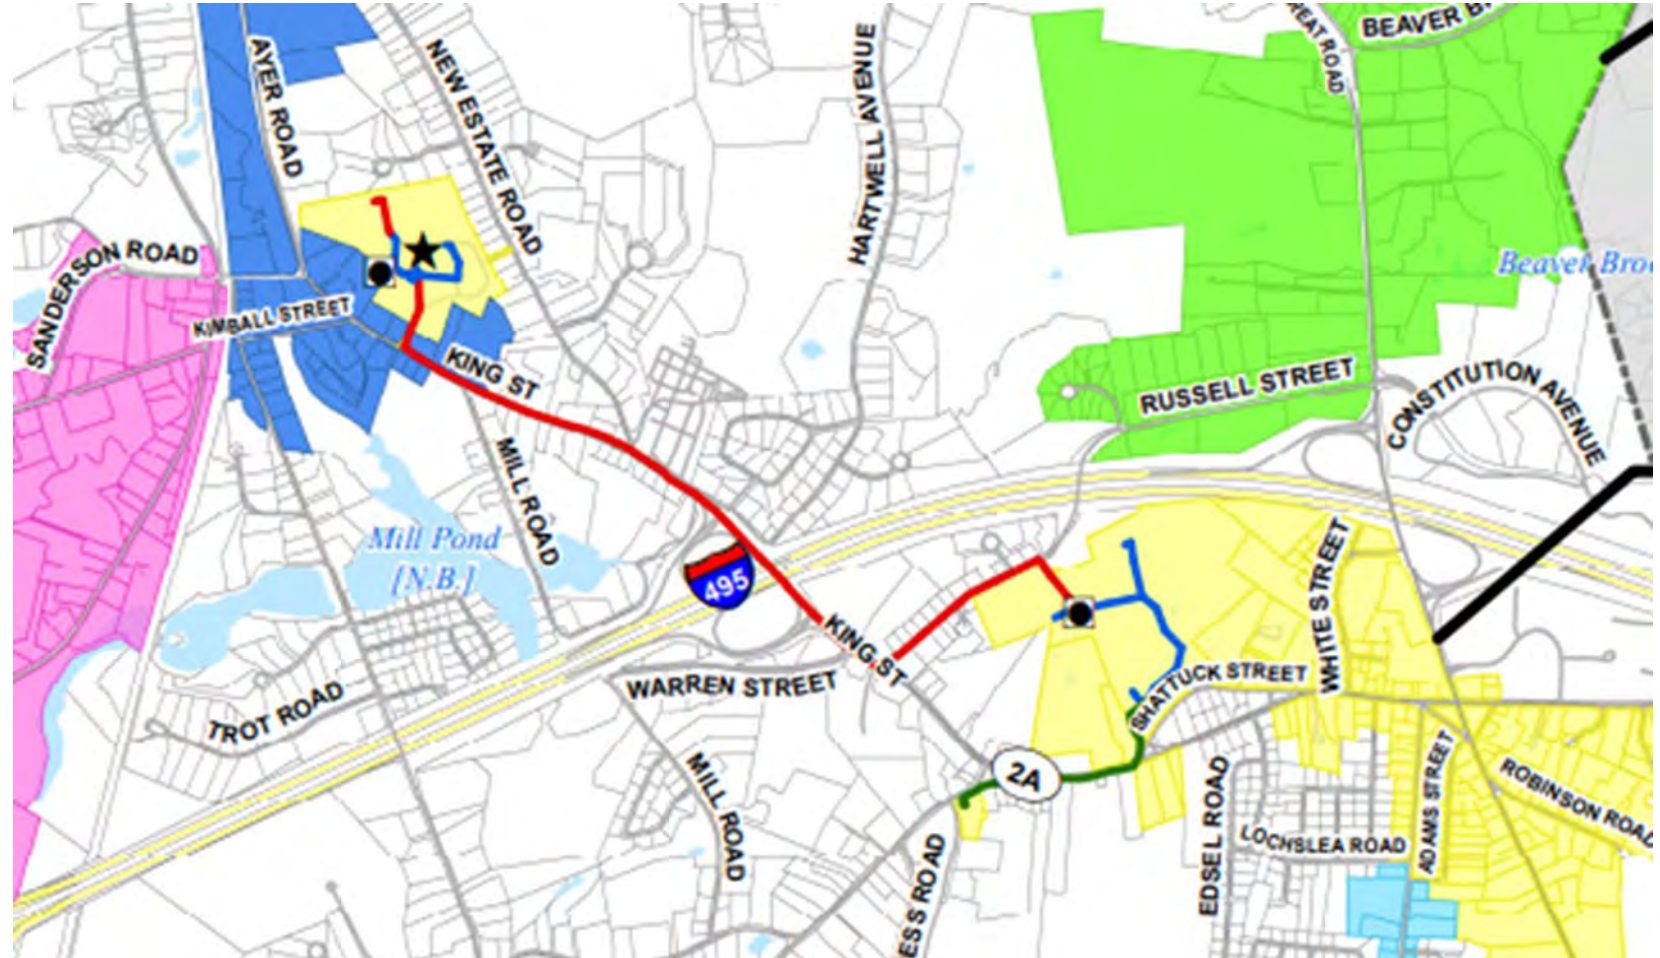 BEAVER
AYER ROAD
NEW ESTATE ROAD
HARTWELL AVENUE
SANDERSON ROAD
Beaver
KIMBALL STREET
KING ST
RUSSELL STREET
CONSTITUTION AVENUE
MILL ROAD
Mill Pond
[N.B.]
495
WHITE STREET
KING ST
SHATTUCK STREET
WARREN STREET
TROT ROAD
2A
MILL ROAD
ADAMS STREET
ROBINSON ROAD
EDSEL ROAD
LOCHSLEA ROAD
ROAD